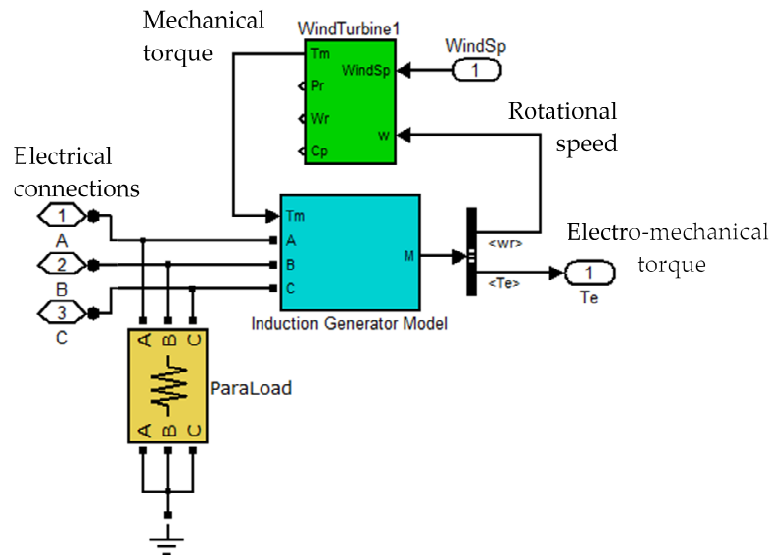 Mechanical
torque
WindTurbine1
Tm
WindSp
Pr
Wr
w
Cp
WindSp
1
Rotational
speed
Electrical
connections
1
A
2
B
3
C
Tm
A
B
C
M
Induction Generator Model
<wr>
<Te>
Electro-mechanical
torque
1
Te
A B C
ParaLoad
A B C